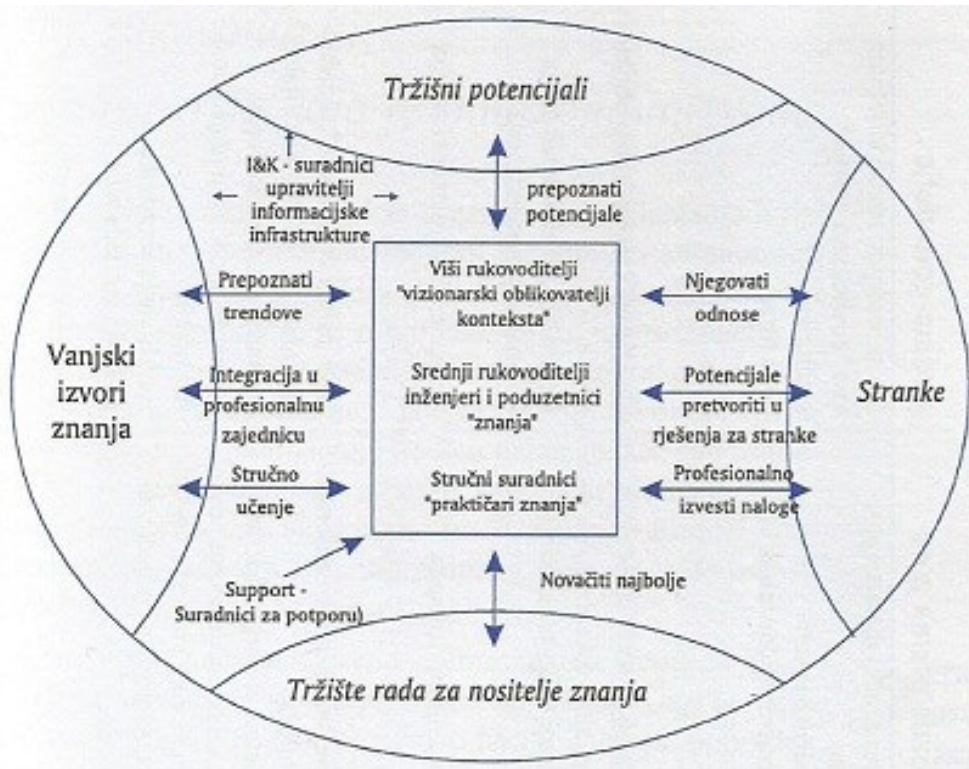 Tržišni potencijali
I&K - suradnici
upravitelji
informacijske
infrastrukture
prepoznati
potencijale
Viši rukovoditelji
"vizionarski oblikovatelji
konteksta"
Prepoznati
trendove
Njegovati
odnose
Vanjski
izvori
znanja
Integracija u
profesionalnu
zajednicu
Srednji rukovoditelji
inženjeri i poduzetnici
"znanja"
Potencijale
pretvoriti u
rješenja za stranke
Stranke
Stručno
učenje
Stručni suradnici
"praktičari znanja"
Profesionalno
izvesti naloge
Support -
Suradnici za potporu)
Novačiti najbolje
Tržište rada za nositelje znanja